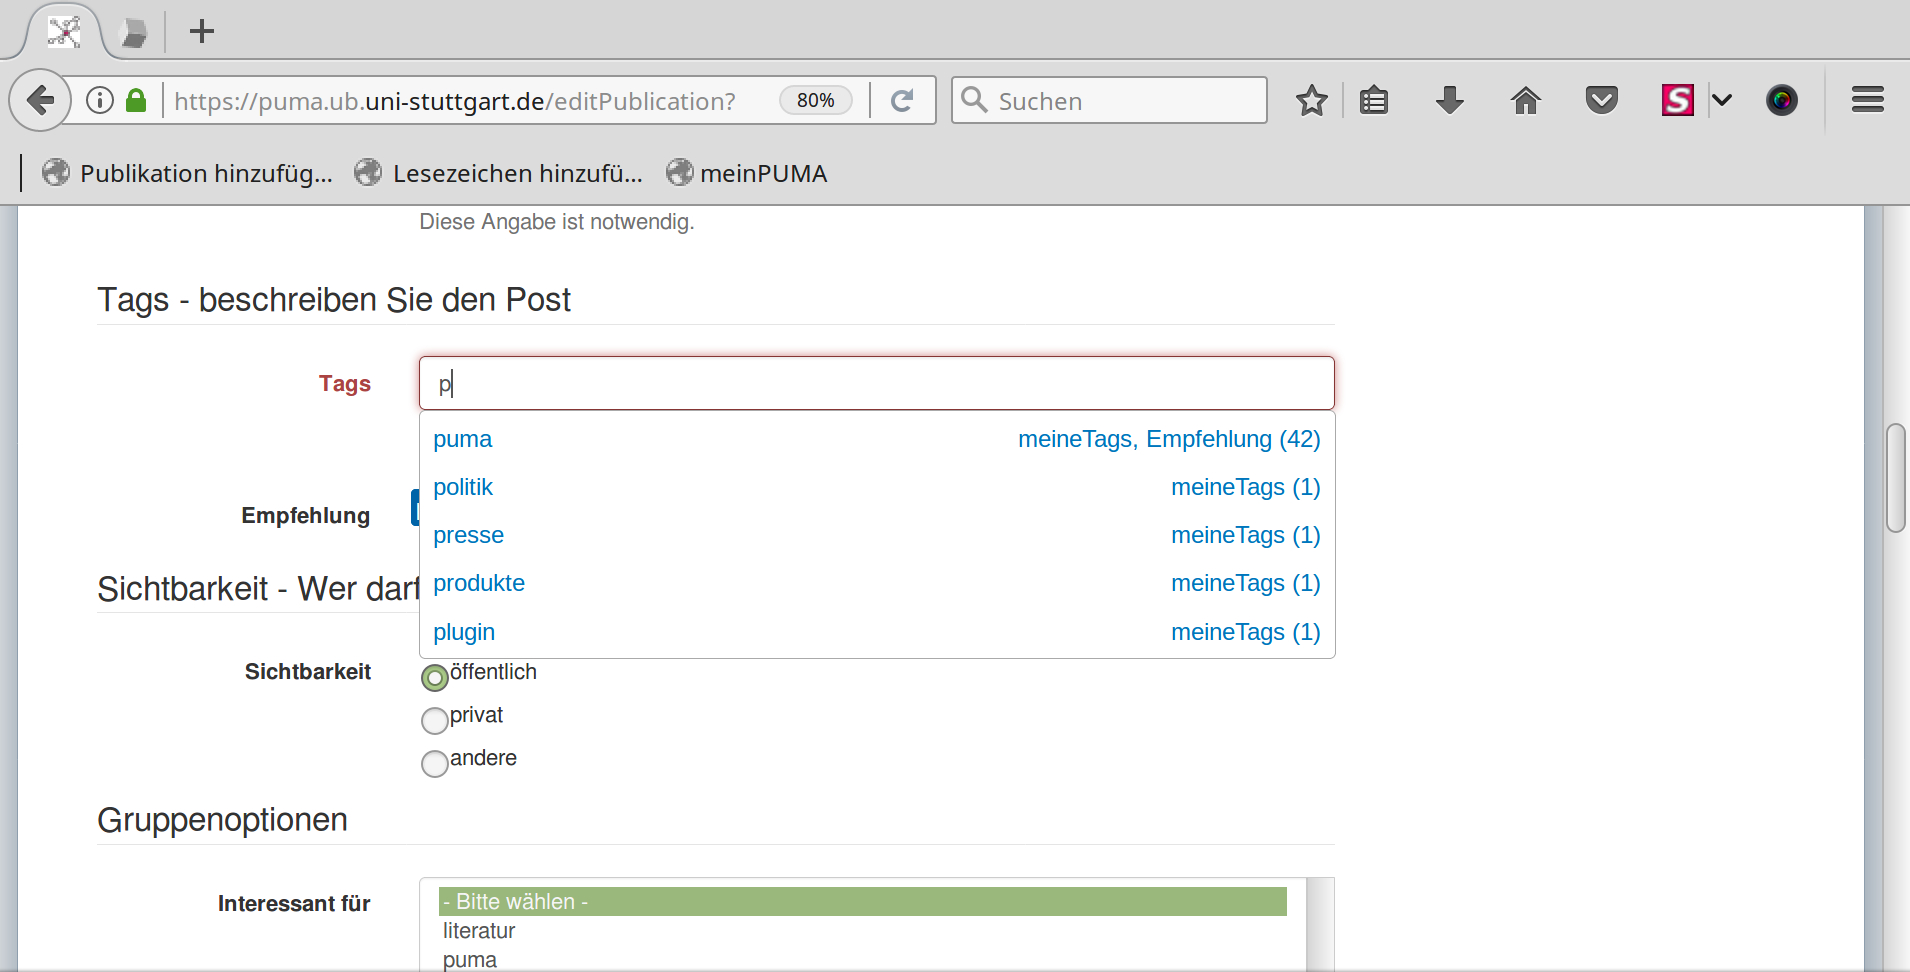 https://puma.ub.uni-stuttgart.de/editPublication? 80% Suchen S
Publikation hinzufüg... Lesezeichen hinzufü... meinPUMA
Diese Angabe ist notwendig.
Tags - beschreiben Sie den Post
Tags p
puma meineTags, Empfehlung (42)
politik meineTags (1)
Empfehlung
presse meineTags (1)
produkte meineTags (1)
Sichtbarkeit - Wer darf
plugin meineTags (1)
Sichtbarkeit öffentlich
privat
andere
Gruppenoptionen
Interessant für - Bitte wählen -
literatur
puma